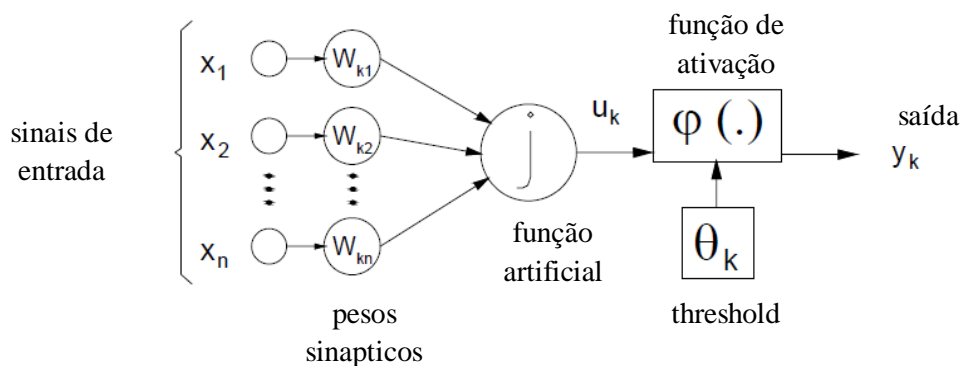 função de
ativação
sinais de
entrada
x1
x2
xn
Wk1
Wk2
Wkn
j
uk
φ (.)
saída
yk
θk
função
artificial
threshold
pesos
sinapticos